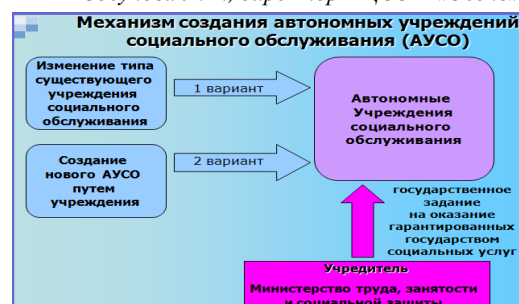 Механизм создания автономных учреждений
социального обслуживания (АУСО)
Изменение типа
существующего
учреждения
социального
обслуживания
1 вариант
Автономные
Учреждения
социального
обслуживания
Создание
нового АУСО
путем
учреждения
2 вариант
государственное
задание
на оказание
гарантированных
государством
социальных услуг
Учредитель
Министерство труда, занятости
и социальной защиты